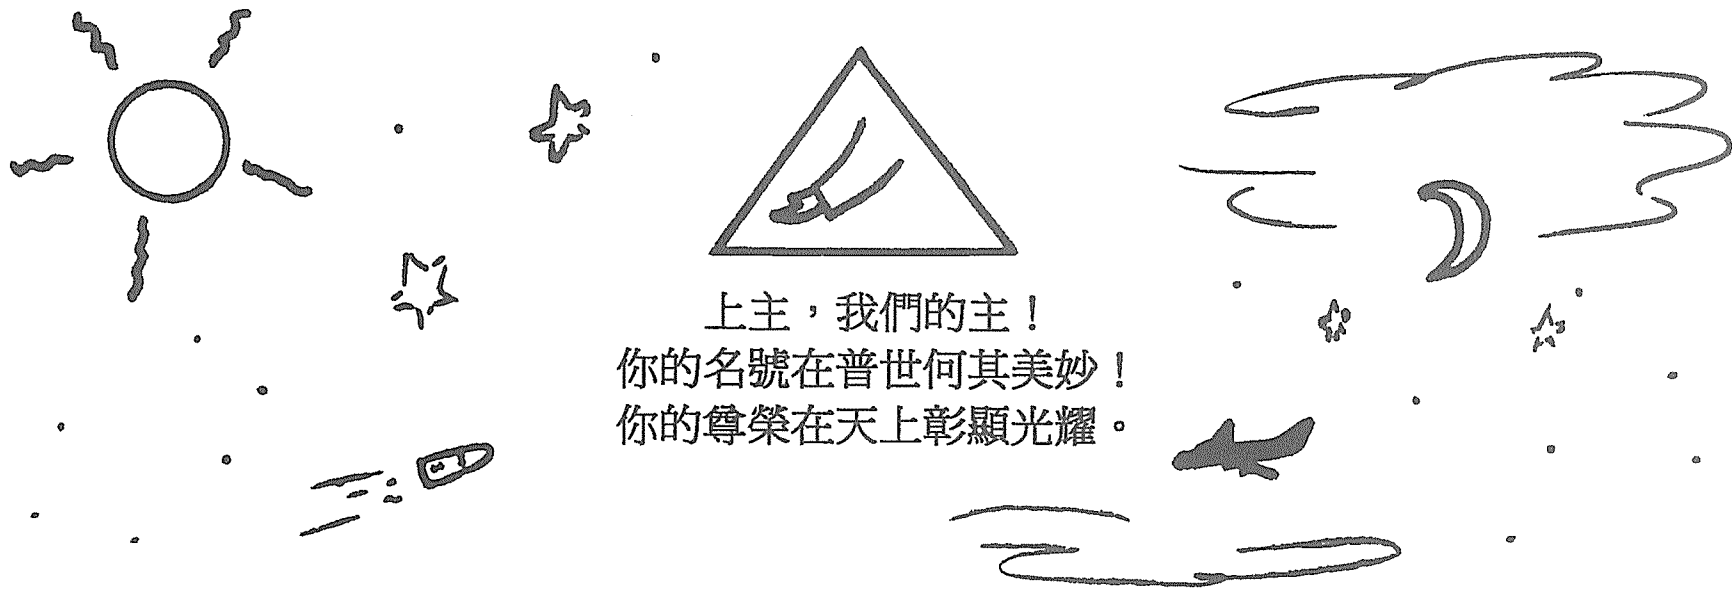 上主，我們的主！
你的名號在普世何其美妙！
你的尊榮在天上彰顯光耀。